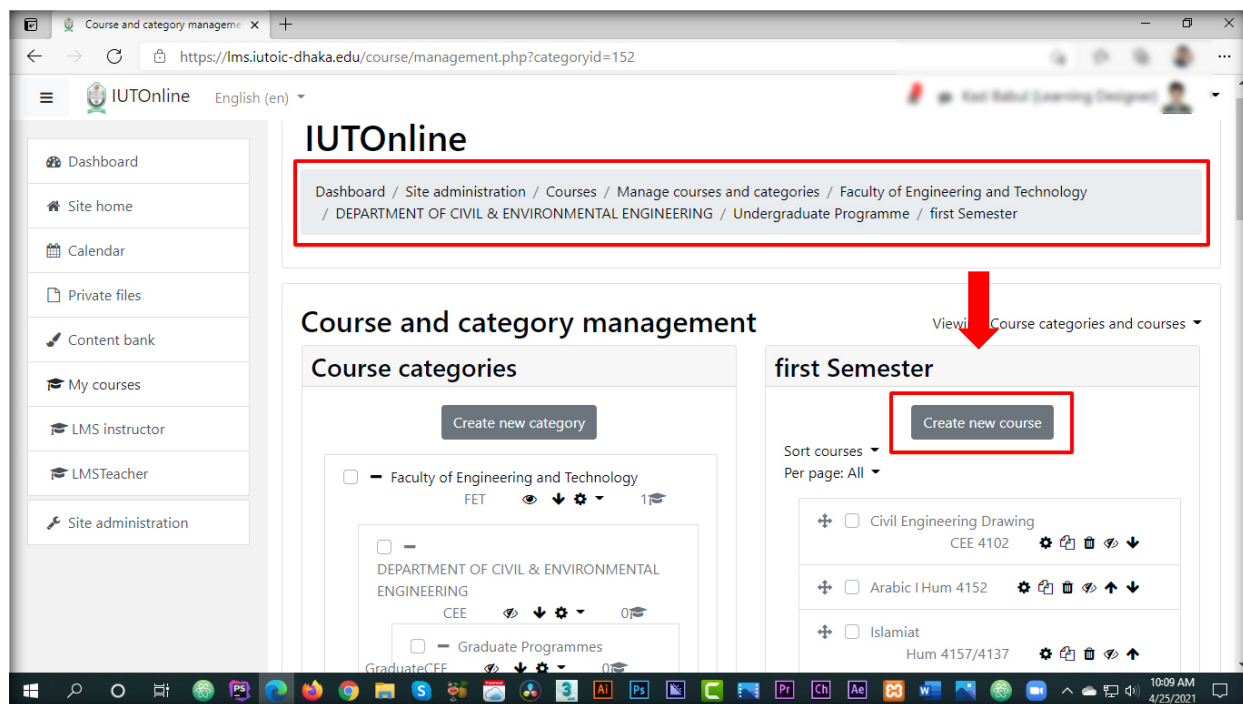 Course and category manageme
https://lms.iutoic-dhaka.edu/course/management.php?categoryid=152
IUTOnline English (en)
Dashboard
Site home
Calendar
Private files
Content bank
My courses
LMS instructor
LMSTeacher
Site administration
IUTOnline
Dashboard / Site administration / Courses / Manage courses and categories / Faculty of Engineering and Technology
/ DEPARTMENT OF CIVIL & ENVIRONMENTAL ENGINEERING / Undergraduate Programme / first Semester
Course and category management
Course categories and courses
Course categories
Create new category
Faculty of Engineering and Technology
FET 1
DEPARTMENT OF CIVIL & ENVIRONMENTAL
ENGINEERING
CEE 0
Graduate Programmes
GraduateCEE 0
first Semester
Create new course
Sort courses
Per page: All
Civil Engineering Drawing
CEE 4102
Arabic I Hum 4152
Islamiat
Hum 4157/4137
10:09 AM
4/25/2021